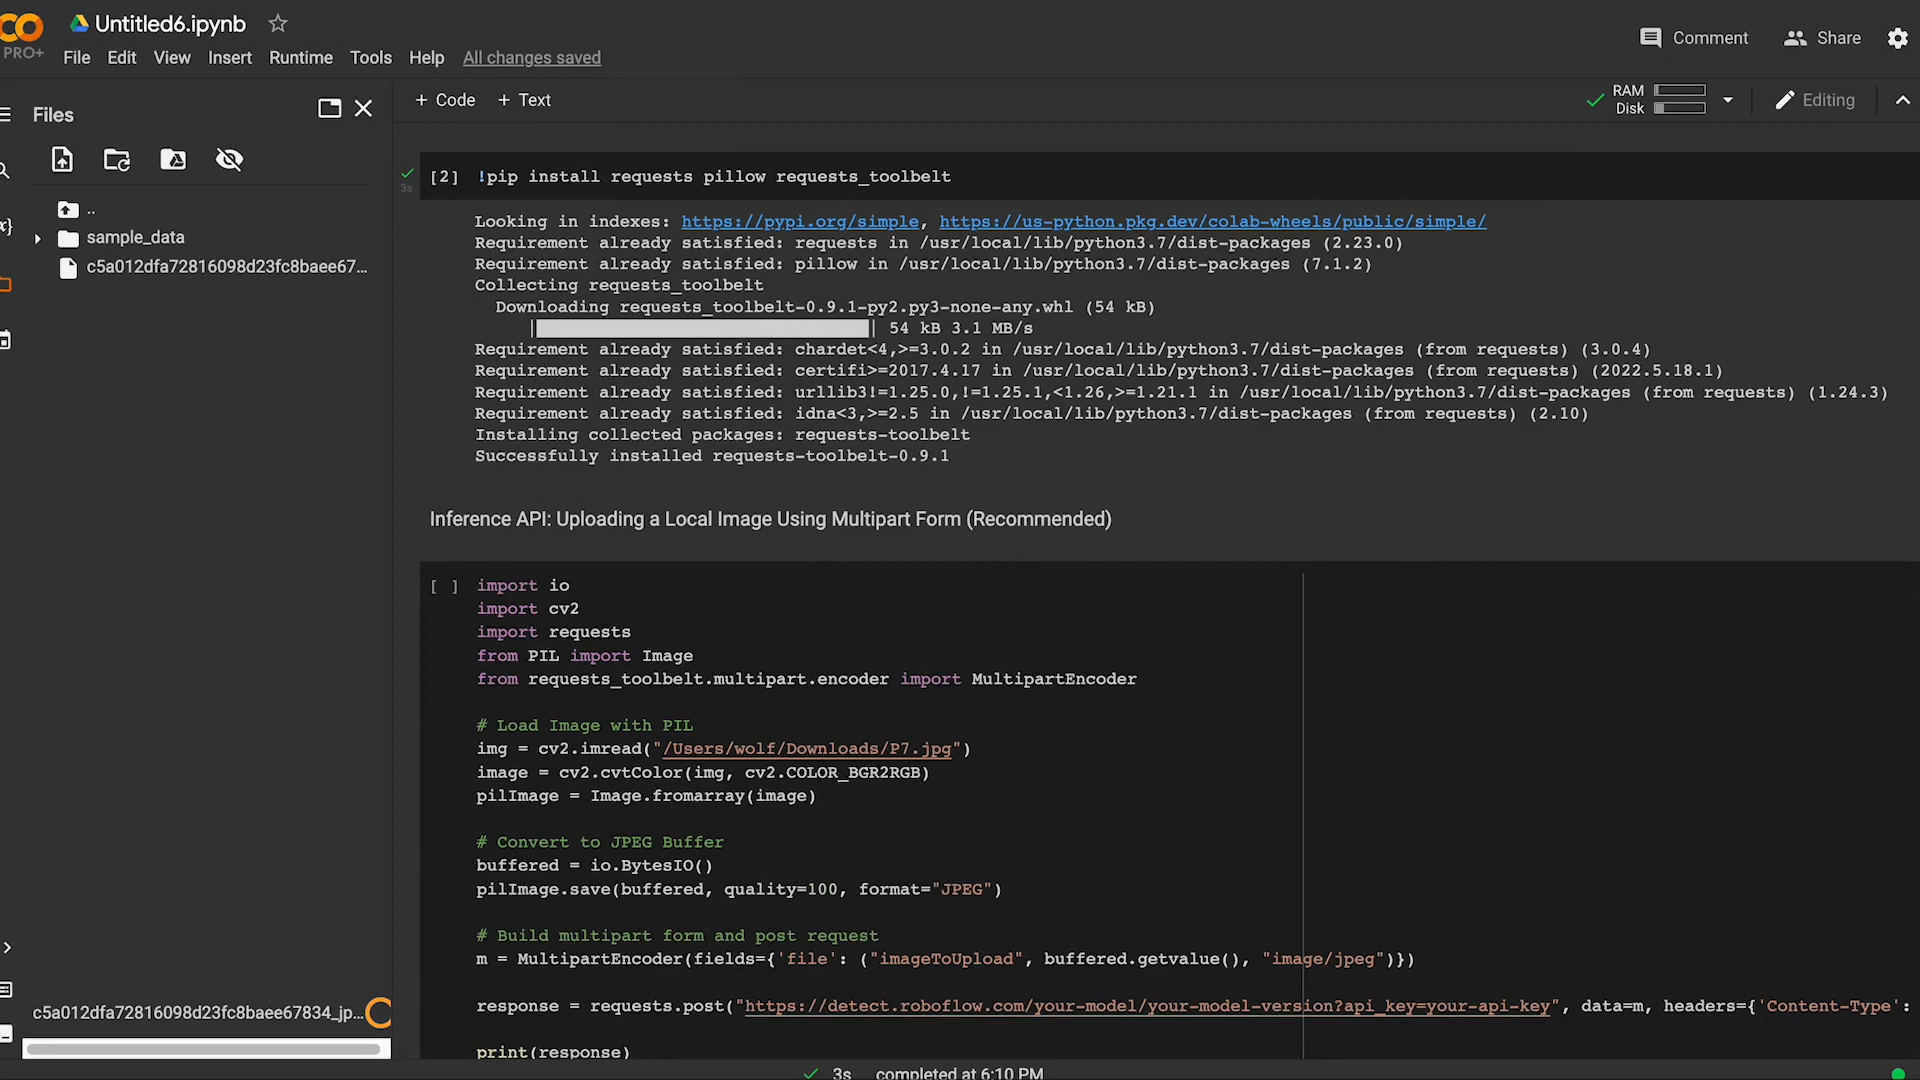 CO
PRO+
Untitled6.ipynb
File Edit View Insert Runtime Tools Help All changes saved
Comment Share
Files
+ Code + Text
RAM
Disk
Editing
..
sample_data
c5a012dfa72816098d23fc8baee67...
3s
[2] !pip install requests pillow requests_toolbelt
Looking in indexes: https://pypi.org/simple, https://us-python.pkg.dev/colab-wheels/public/simple/
Requirement already satisfied: requests in /usr/local/lib/python3.7/dist-packages (2.23.0)
Requirement already satisfied: pillow in /usr/local/lib/python3.7/dist-packages (7.1.2)
Collecting requests_toolbelt
Downloading requests_toolbelt-0.9.1-py2.py3-none-any.whl (54 kB)
| | 54 kB 3.1 MB/s
Requirement already satisfied: chardet<4,>=3.0.2 in /usr/local/lib/python3.7/dist-packages (from requests) (3.0.4)
Requirement already satisfied: certifi>=2017.4.17 in /usr/local/lib/python3.7/dist-packages (from requests) (2022.5.18.1)
Requirement already satisfied: urllib3!=1.25.0,!=1.25.1,<1.26,>=1.21.1 in /usr/local/lib/python3.7/dist-packages (from requests) (1.24.3)
Requirement already satisfied: idna<3,>=2.5 in /usr/local/lib/python3.7/dist-packages (from requests) (2.10)
Installing collected packages: requests-toolbelt
Successfully installed requests-toolbelt-0.9.1
Inference API: Uploading a Local Image Using Multipart Form (Recommended)
[ ] import io
import cv2
import requests
from PIL import Image
from requests_toolbelt.multipart.encoder import MultipartEncoder
# Load Image with PIL
img = cv2.imread("/Users/wolf/Downloads/P7.jpg")
image = cv2.cvtColor(img, cv2.COLOR_BGR2RGB)
pilImage = Image.fromarray(image)
# Convert to JPEG Buffer
buffered = io.BytesIO()
pilImage.save(buffered, quality=100, format="JPEG")
# Build multipart form and post request
m = MultipartEncoder(fields={'file': ("imageToUpload", buffered.getvalue(), "image/jpeg")})
response = requests.post("https://detect.roboflow.com/your-model/your-model-version?api_key=your-api-key", data=m, headers={'Content-Type':
print(response)
c5a012dfa72816098d23fc8baee67834_jp...
3s completed at 6:10 PM